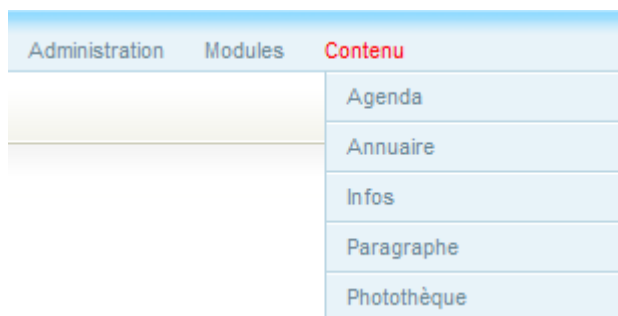 Administration Modules Contenu
Agenda
Annuaire
Infos
Paragraphe
Photothèque